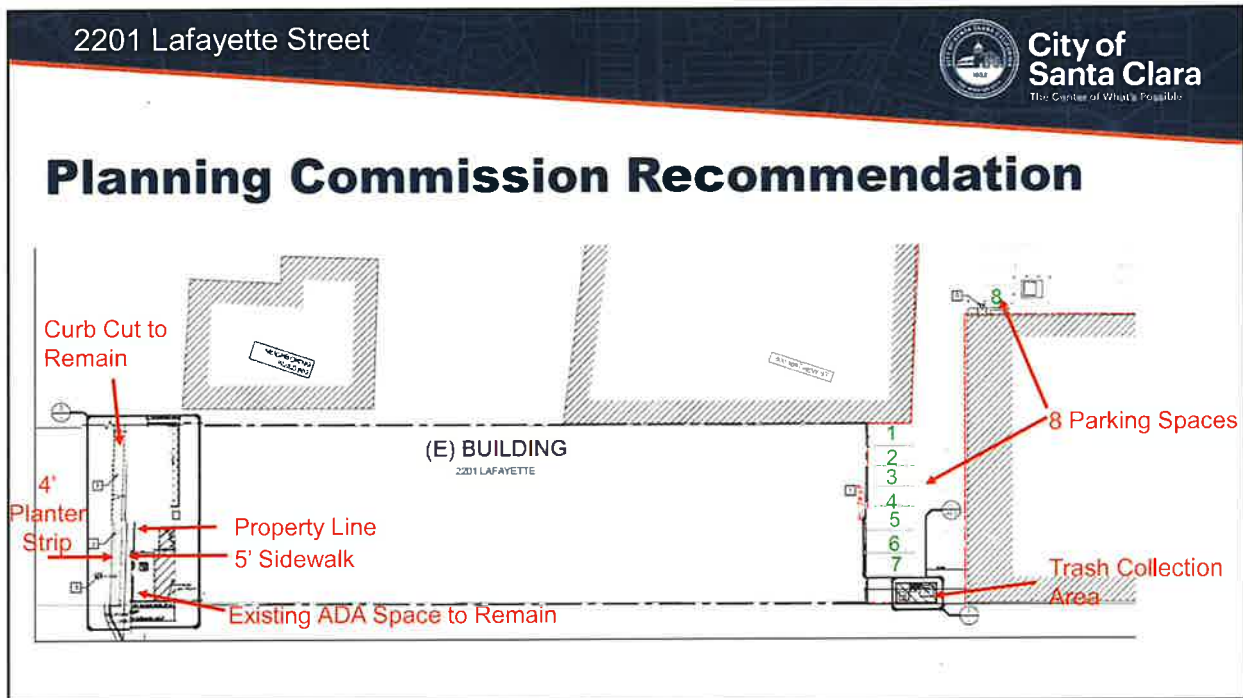 2201 Lafayette Street
City of
Santa Clara
The Center of What's Possible
Planning Commission Recommendation
Curb Cut to
Remain
8
8 Parking Spaces
(E) BUILDING
2201 LAFAYETTE
1
2
3
4
5
6
7
4'
Planter
Strip
Property Line
5' Sidewalk
Existing ADA Space to Remain
Trash Collection
Area